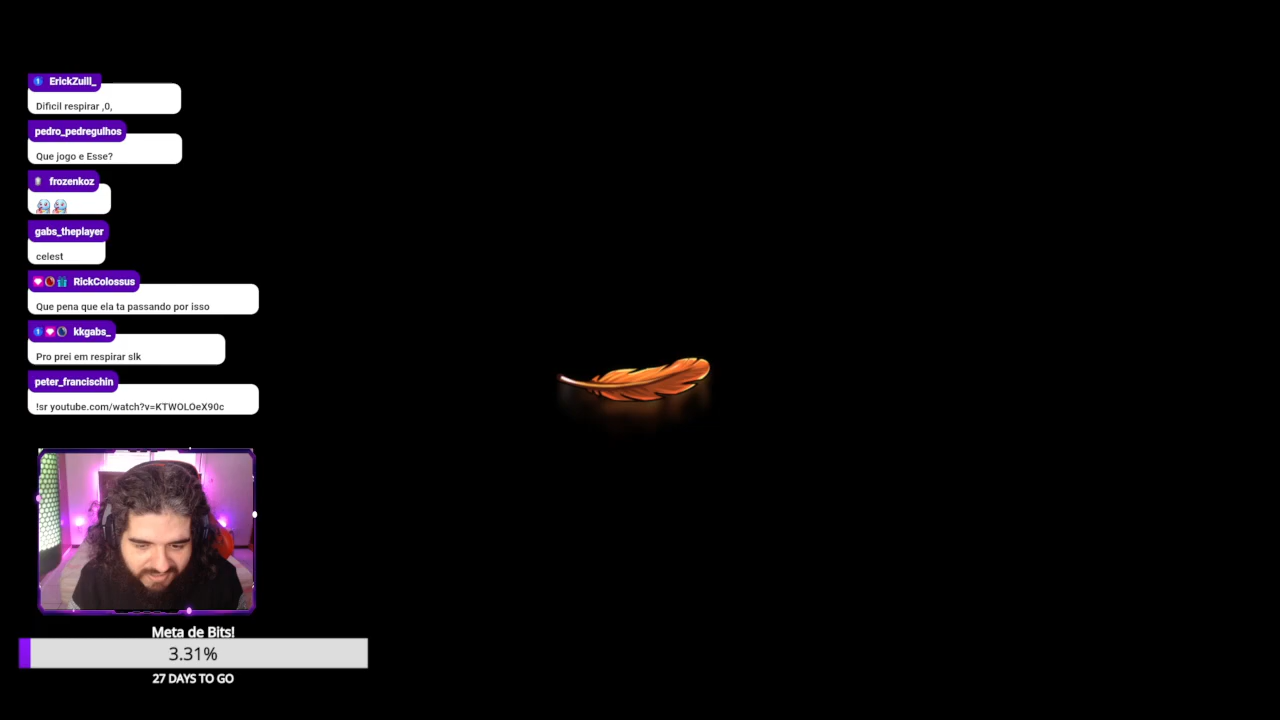 ErickZuill_
Dificil respirar ,0,
pedro_pedregulhos
Que jogo e Esse?
frozenkoz
gabs_theplayer
celest
RickColossus
Que pena que ela ta passando por isso
kkgabs_
Pro prei em respirar slk
peter_francischin
!sr youtube.com/watch?v=KTWOLOeX90c
Meta de Bits!
3.31%
27 DAYS TO GO